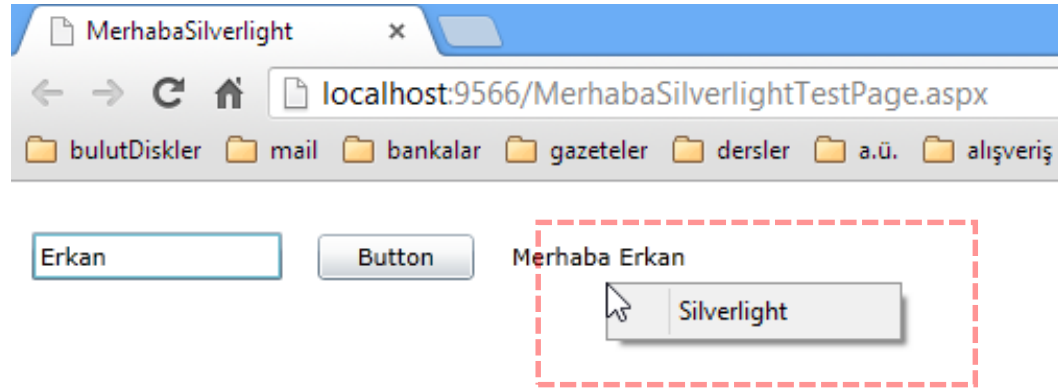 MerhabaSilverlight
localhost:9566/MerhabaSilverlightTestPage.aspx
bulutDiskler mail bankalar gazeteler dersler a.ü. alışveriş
Erkan Button Merhaba Erkan
Silverlight